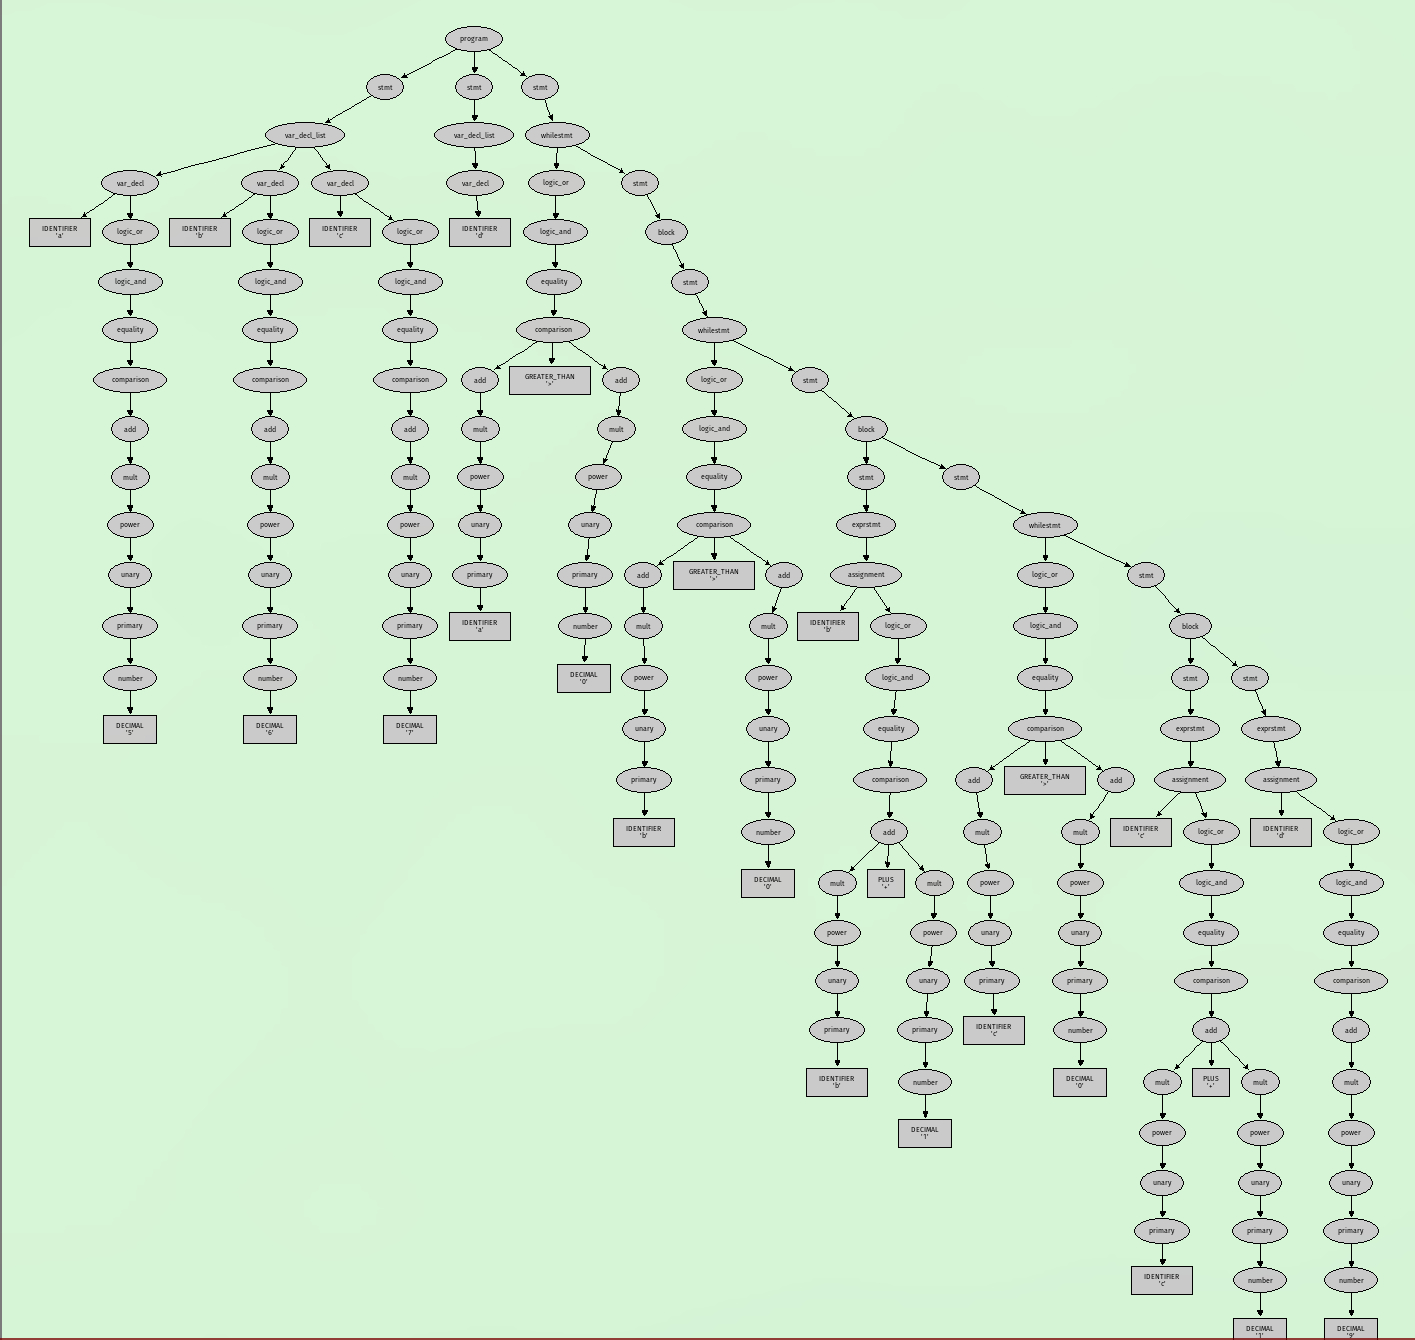 program
stmt stmt stmt
var_decl_list var_decl_list whilestmt
var_decl var_decl var_decl var_decl logic_or stmt
IDENTIFIER 'a' logic_or IDENTIFIER 'b' logic_or IDENTIFIER 'c' logic_or IDENTIFIER 'd' logic_and block
logic_and logic_and logic_and equality stmt
equality equality equality comparison whilestmt
comparison comparison comparison add GREATER_THAN '>' add logic_or stmt
add add add mult mult logic_and block
mult mult mult power power equality stmt stmt
power power power unary unary comparison exprstmt whilestmt
unary unary unary primary primary add GREATER_THAN '>' add assignment logic_or stmt
primary primary primary IDENTIFIER 'a' number mult mult IDENTIFIER 'b' logic_or logic_and block
number number number DECIMAL '0' power power logic_and equality stmt stmt
DECIMAL '5' DECIMAL '6' DECIMAL '7' unary unary equality comparison exprstmt exprstmt
primary primary comparison add GREATER_THAN '>' add assignment assignment
IDENTIFIER 'b' number add mult mult IDENTIFIER 'c' logic_or IDENTIFIER 'd' logic_or
DECIMAL '0' mult PLUS '+' mult power power logic_and logic_and
power power unary unary equality equality
unary unary primary primary comparison comparison
primary primary IDENTIFIER 'c' number add add
IDENTIFIER 'b' number DECIMAL '0' mult PLUS '+' mult mult
DECIMAL '1' power power power
unary unary unary
primary primary primary
IDENTIFIER 'c' number number
DECIMAL '1' DECIMAL '9'